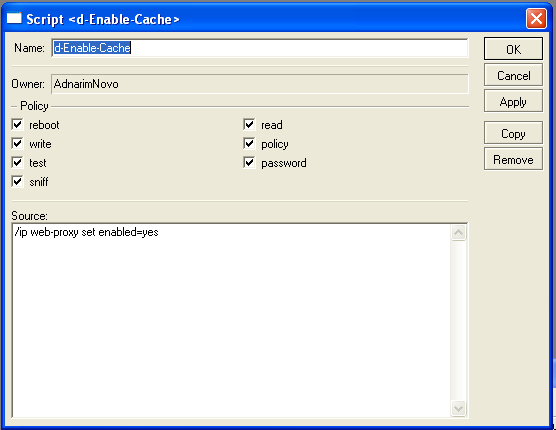 Script <d-Enable-Cache>
Name: d-Enable-Cache
OK
Cancel
Owner: AdnarimNovo
Apply
Policy
reboot read
Copy
write policy
test password
Remove
sniff
Source:
/ip web-proxy set enabled=yes